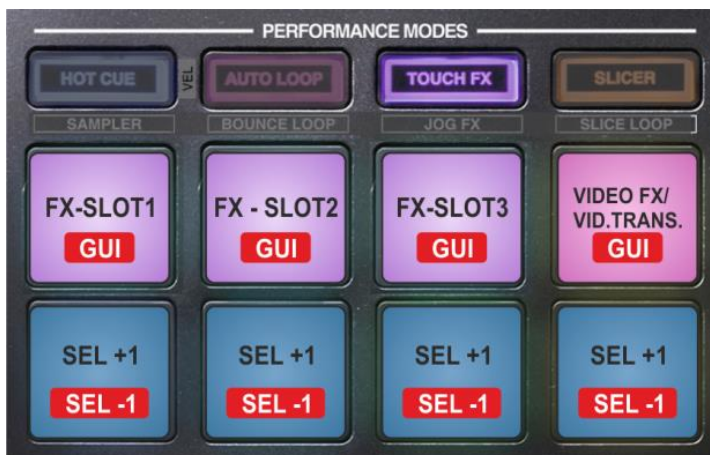 PERFORMANCE MODES
HOT CUE
VEL
AUTO LOOP
TOUCH FX
SLICER
SAMPLER
BOUNCE LOOP
JOG FX
SLICE LOOP
FX-SLOT1
GUI
FX - SLOT2
GUI
FX-SLOT3
GUI
VIDEO FX/
VID.TRANS.
GUI
SEL +1
SEL -1
SEL +1
SEL -1
SEL +1
SEL -1
SEL +1
SEL -1